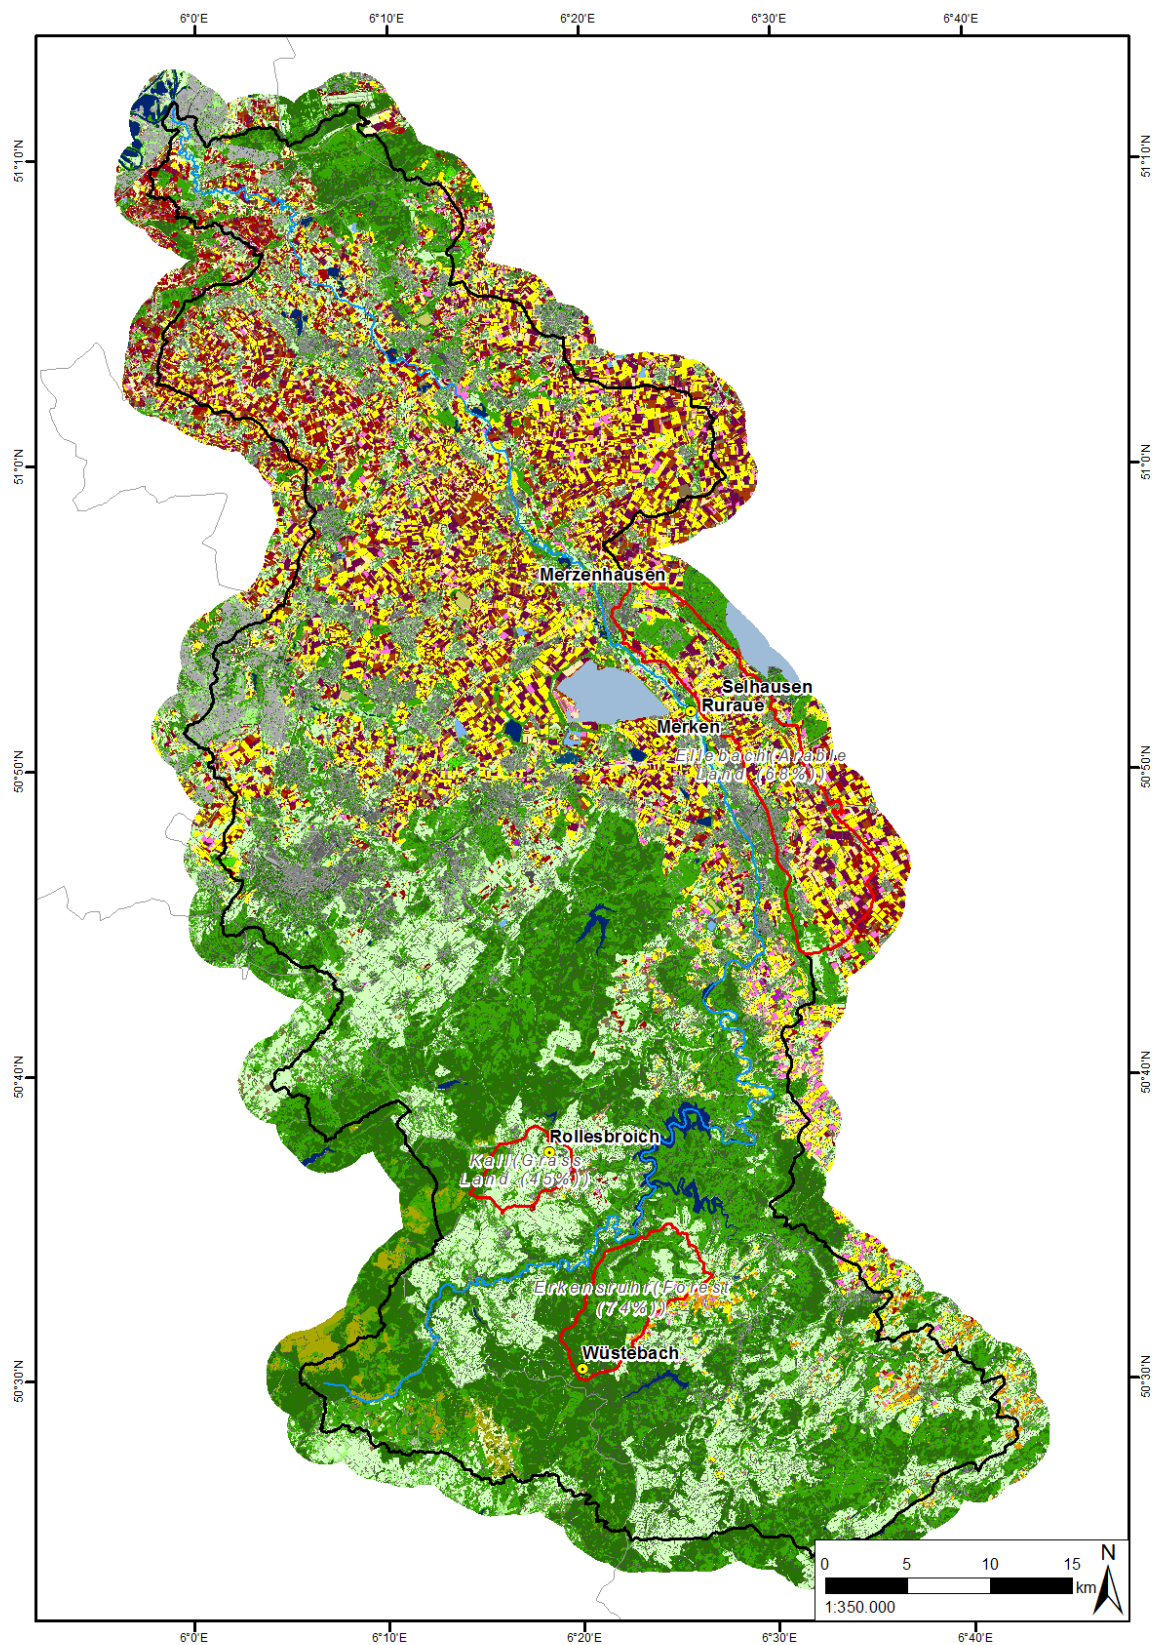 6°0'E
6°10'E
6°20'E
6°30'E
6°40'E
51°10'N
51°10'N
51°0'N
51°0'N
Merzenhausen
Selhausen
Ruraue
Merken
Ellebach(Arable
Land (68%))
50°50'N
50°50'N
50°40'N
50°40'N
Rollesbroich
Kall(Grass
Land (45%))
Erkensruhr(Forest
(74%))
Wüstebach
50°30'N
50°30'N
0
5
10
15
km
N
1:350.000
6°0'E
6°10'E
6°20'E
6°30'E
6°40'E